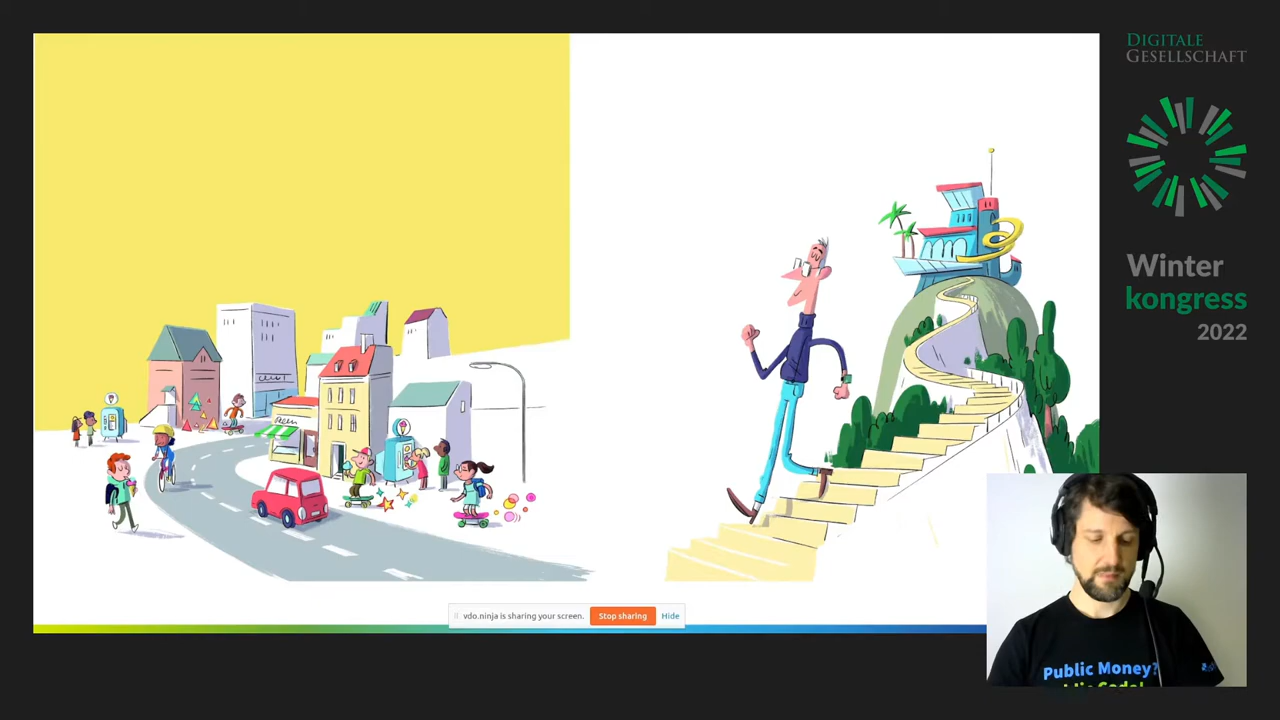 DIGITALE
GESELLSCHAFT
Winter
kongress
2022
vdo.ninja is sharing your screen.
Stop sharing
Hide
Public Money?